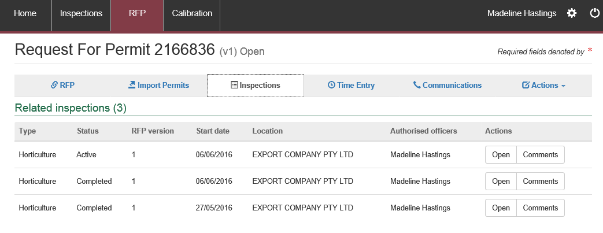 Home Inspections RFP Calibration Madeline Hastings
Request For Permit 2166836 (v1) Open Required fields denoted by *
RFP Import Permits Inspections Time Entry Communications Actions
Related inspections (3)
Type Status RFP version Start date Location Authorised officers Actions
Horticulture Active 1 06/06/2016 EXPORT COMPANY PTY LTD Madeline Hastings Open Comments
Horticulture Completed 1 06/06/2016 EXPORT COMPANY PTY LTD Madeline Hastings Open Comments
Horticulture Completed 1 27/05/2016 EXPORT COMPANY PTY LTD Madeline Hastings Open Comments